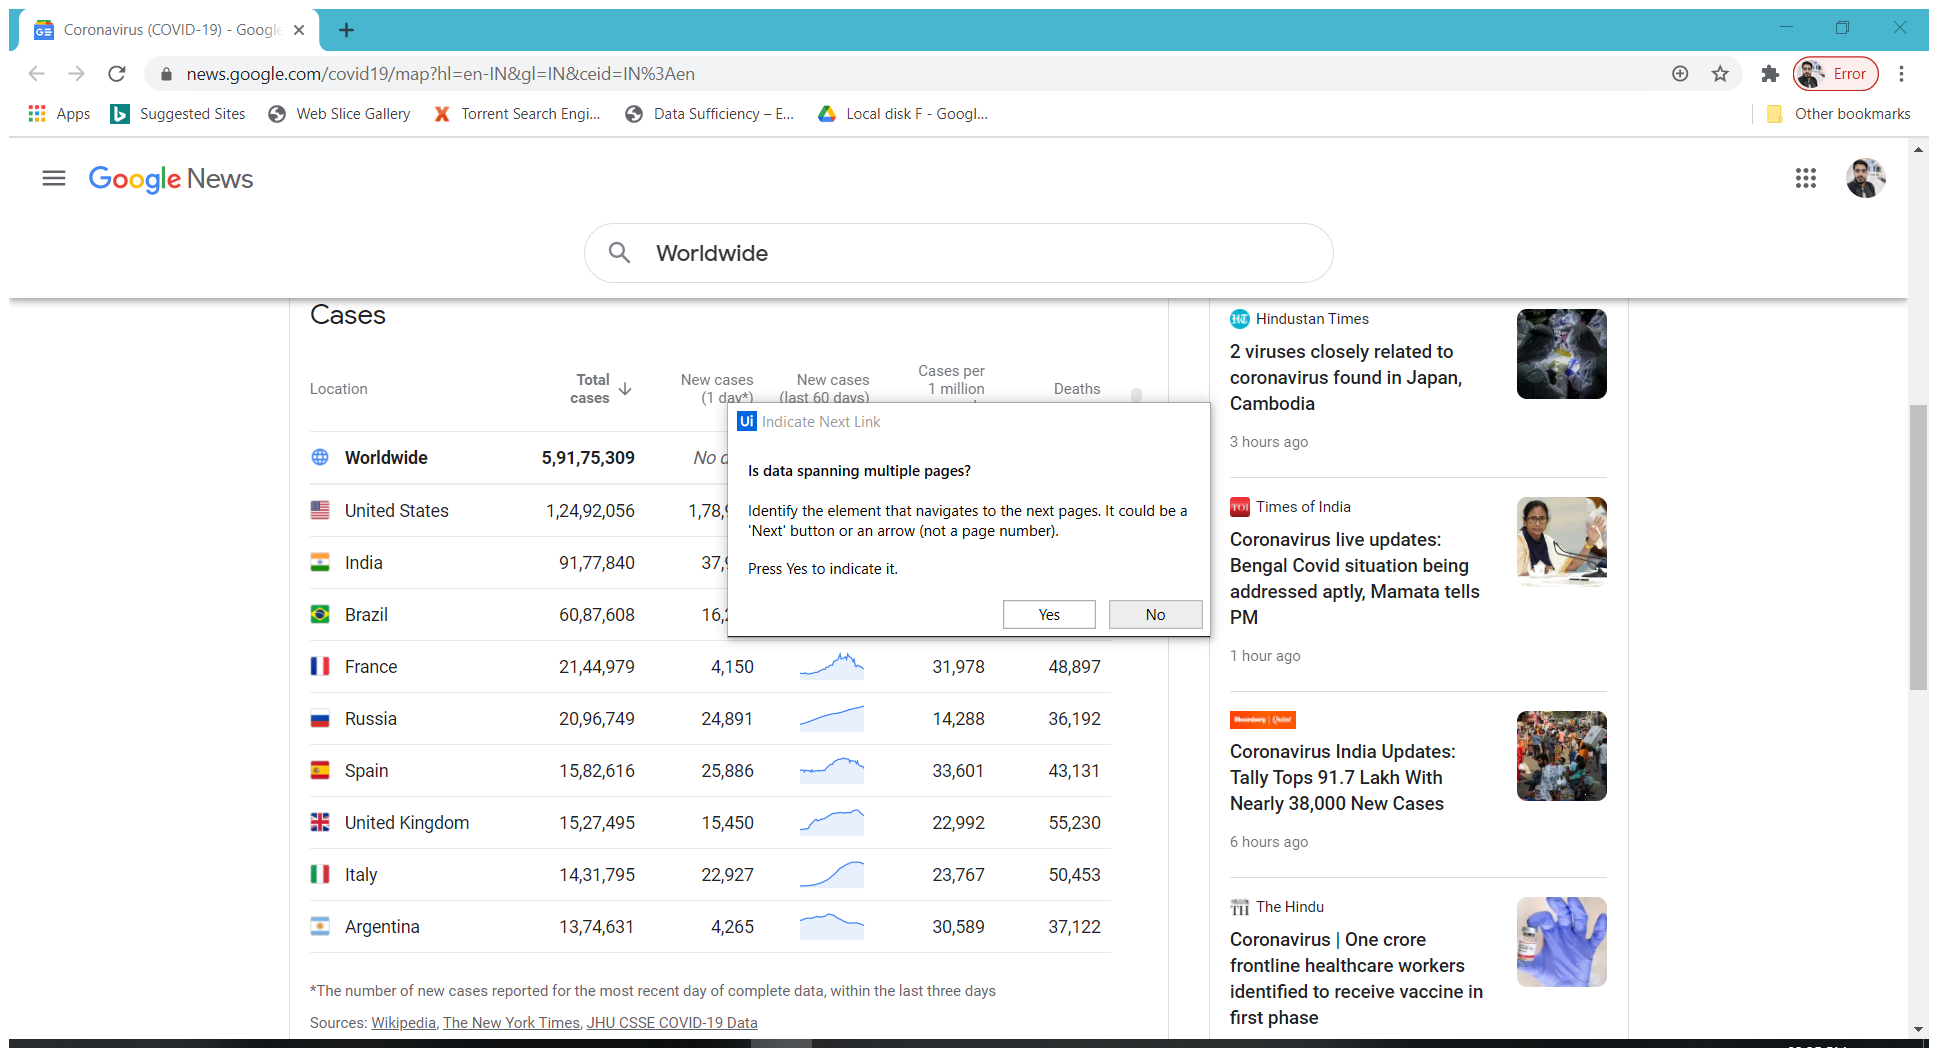 Coronavirus (COVID-19) - Google
news.google.com/covid19/map?hl=en-IN&gl=IN&ceid=IN%3Aen
Error
Apps
Suggested Sites
Web Slice Gallery
Torrent Search Engi...
Data Sufficiency – E...
Local disk F - Googl...
Other bookmarks
Google News
Worldwide
Cases
Location
Total cases
New cases (1 day*)
New cases (last 60 days)
Cases per 1 million
Deaths
Worldwide 5,91,75,309 No
United States 1,24,92,056 1,78,
India 91,77,840 37,
Brazil 60,87,608 16,
France 21,44,979 4,150 31,978 48,897
Russia 20,96,749 24,891 14,288 36,192
Spain 15,82,616 25,886 33,601 43,131
United Kingdom 15,27,495 15,450 22,992 55,230
Italy 14,31,795 22,927 23,767 50,453
Argentina 13,74,631 4,265 30,589 37,122
*The number of new cases reported for the most recent day of complete data, within the last three days
Sources: Wikipedia, The New York Times, JHU CSSE COVID-19 Data
Ui Indicate Next Link
Is data spanning multiple pages?
Identify the element that navigates to the next pages. It could be a
'Next' button or an arrow (not a page number).
Press Yes to indicate it.
Yes
No
HT Hindustan Times
2 viruses closely related to
coronavirus found in Japan,
Cambodia
3 hours ago
TOI Times of India
Coronavirus live updates:
Bengal Covid situation being
addressed aptly, Mamata tells
PM
1 hour ago
Bloomberg | Quint
Coronavirus India Updates:
Tally Tops 91.7 Lakh With
Nearly 38,000 New Cases
6 hours ago
TH The Hindu
Coronavirus | One crore
frontline healthcare workers
identified to receive vaccine in
first phase